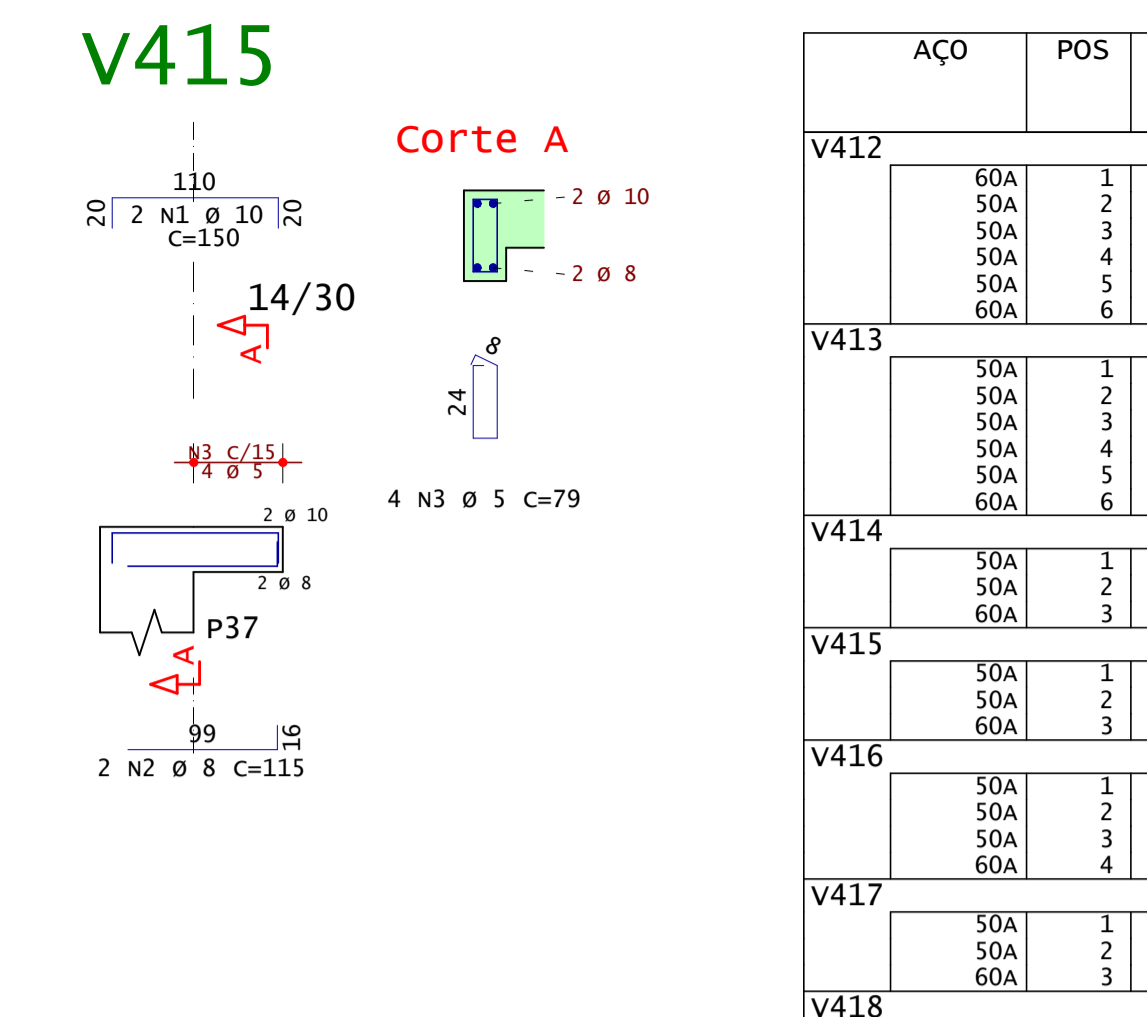 V415
Corte A
110
20 2 N1 Ø 10 20
C=150
2 Ø 10
2 Ø 8
14/30
A
8
24
4 N3 Ø 5 C=79
N3 C/15
4 Ø 5
2 Ø 10
2 Ø 8
P37
A
99
16
2 N2 Ø 8 C=115
AÇO POS
V412
60A 1
50A 2
50A 3
50A 4
50A 5
60A 6
V413
50A 1
50A 2
50A 3
50A 4
50A 5
60A 6
V414
50A 1
50A 2
60A 3
V415
50A 1
50A 2
60A 3
V416
50A 1
50A 2
50A 3
60A 4
V417
50A 1
50A 2
60A 3
V418